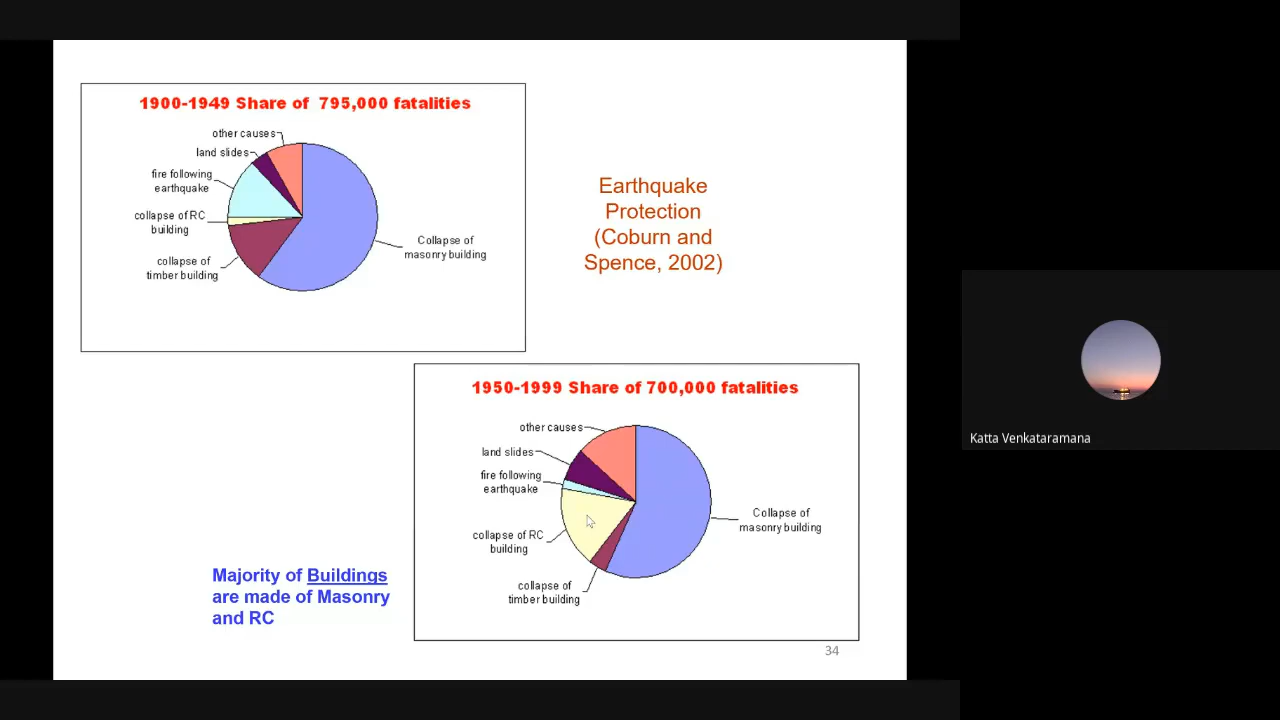 1900-1949 Share of 795,000 fatalities
other causes
land slides
fire following
earthquake
collapse of RC
building
collapse of
timber building
Collapse of
masonry building
Earthquake
Protection
(Coburn and
Spence, 2002)
1950-1999 Share of 700,000 fatalities
other causes
land slides
fire following
earthquake
collapse of RC
building
collapse of
timber building
Collapse of
masonry building
Majority of Buildings
are made of Masonry
and RC
34
Katta Venkataramana